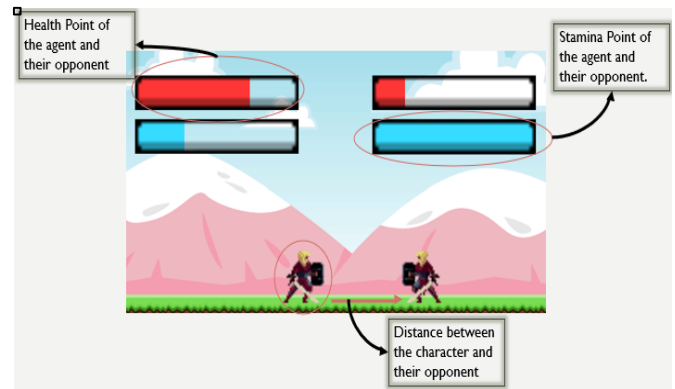 Health Point of
the agent and
their opponent
Stamina Point of
the agent and
their opponent.
Distance between
the character and
their opponent